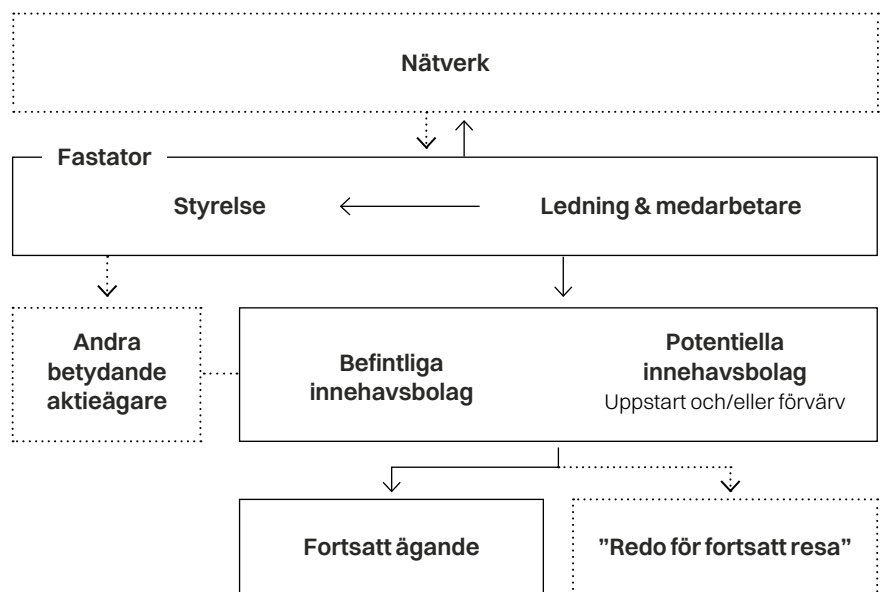 Nätverk
Fastator
Styrelse
Ledning & medarbetare
Andra
betydande
aktieägare
Befintliga
innehavsbolag
Potentiella
innehavsbolag
Uppstart och/eller förvärv
Fortsatt ägande
”Redo för fortsatt resa”